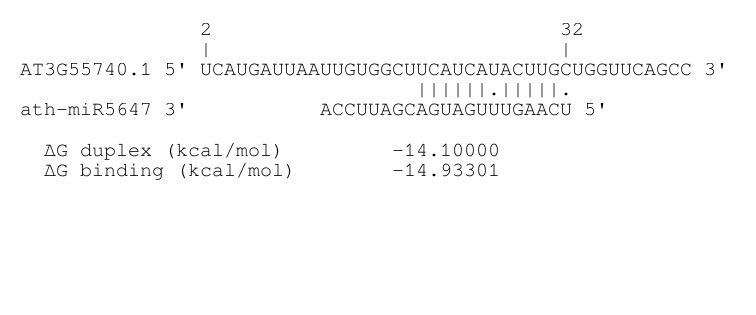 2 32
| |
AT3G55740.1 5' UCAUGAUUAAUUGUGGCUUCAUCAUACUUGCUGGUUCAGCC 3'
||||||.|||||.
ath-miR5647 3' ACCUUAGCAGUAGUUUGAACU 5'
ΔG duplex (kcal/mol) -14.10000
ΔG binding (kcal/mol) -14.93301